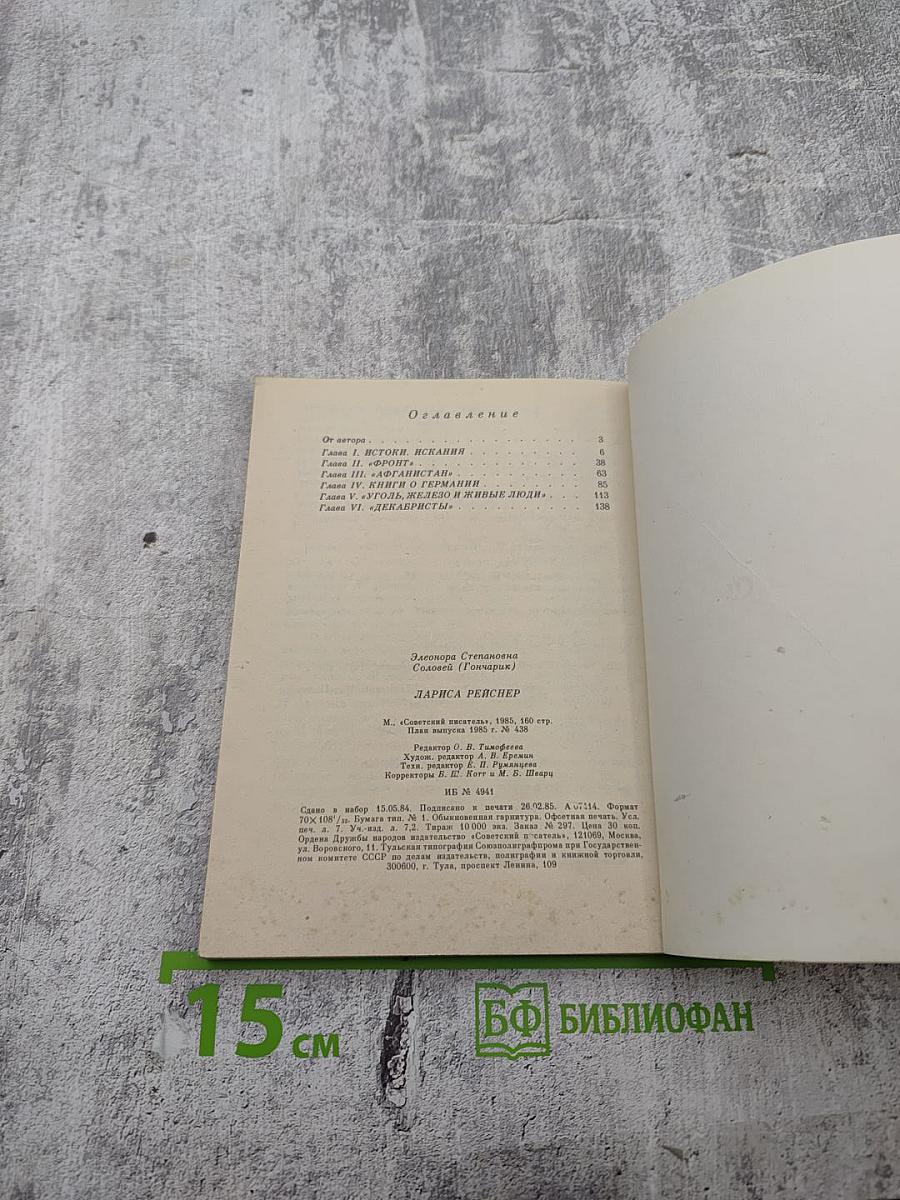 Оглавление
От автора . . . . . . . . . . . . . . . . . 3
Глава I. ИСТОКИ. ИСКАНИЯ . . . . . . . . . . 6
Глава II. «ФРОНТ» . . . . . . . . . . . . . . 38
Глава III. «АФГАНИСТАН» . . . . . . . . . . . 63
Глава IV. КНИГИ О ГЕРМАНИИ . . . . . . . . . 85
Глава V. «УГОЛЬ, ЖЕЛЕЗО И ЖИВЫЕ ЛЮДИ» . . . 113
Глава VI. «ДЕКАБРИСТЫ» . . . . . . . . . . . 138
Элеонора Степановна
Соловей (Гончарик)
ЛАРИСА РЕЙСНЕР
М., «Советский писатель», 1985, 160 стр.
План выпуска 1985 г. № 438
Редактор О. В. Тимофеева
Худож. редактор А. В. Еремин
Техн. редактор Е. П. Румянцева
Корректоры Б. Ш. Когг и М. Б. Шварц
ИБ № 4941
Сдано в набор 15.05.84. Подписано к печати 26.02.85. А 07114. Формат
70×108¹/₃₂. Бумага тип. № 1. Обыкновенная гарнитура. Офсетная печать. Усл.
печ. л. 7. Уч.-изд. л. 7,2. Тираж 10 000 экз. Заказ № 297. Цена 30 коп.
Ордена Дружбы народов издательство «Советский писатель», 121069, Москва,
ул. Воровского, 11. Тульская типография Союзполиграфпрома при Государствен-
ном комитете СССР по делам издательств, полиграфии и книжной торговли,
300600, г. Тула, проспект Ленина, 109
15 см БФ БИБЛИОФАН